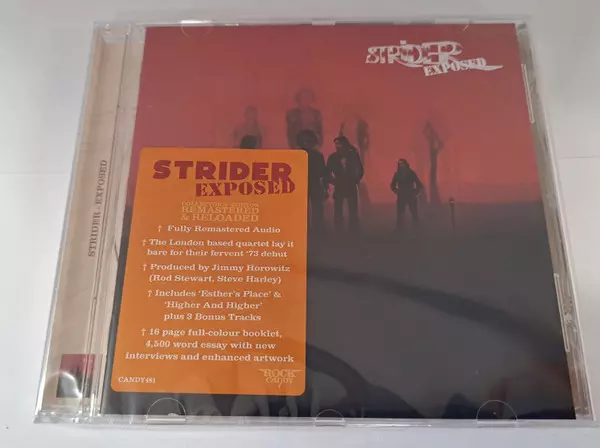 STRIDER
EXPOSED
STRIDER · EXPOSED
STRIDER
EXPOSED
COLLECTOR'S EDITION
REMASTERED
& RELOADED
† Fully Remastered Audio
† The London based quartet lay it
bare for their fervent '73 debut
† Produced by Jimmy Horowitz
(Rod Stewart, Steve Harley)
† Includes 'Esther's Place' &
'Higher And Higher'
plus 3 Bonus Tracks
† 16 page full-colour booklet,
4,500 word essay with new
interviews and enhanced artwork
CANDY481
ROCK
CANDY